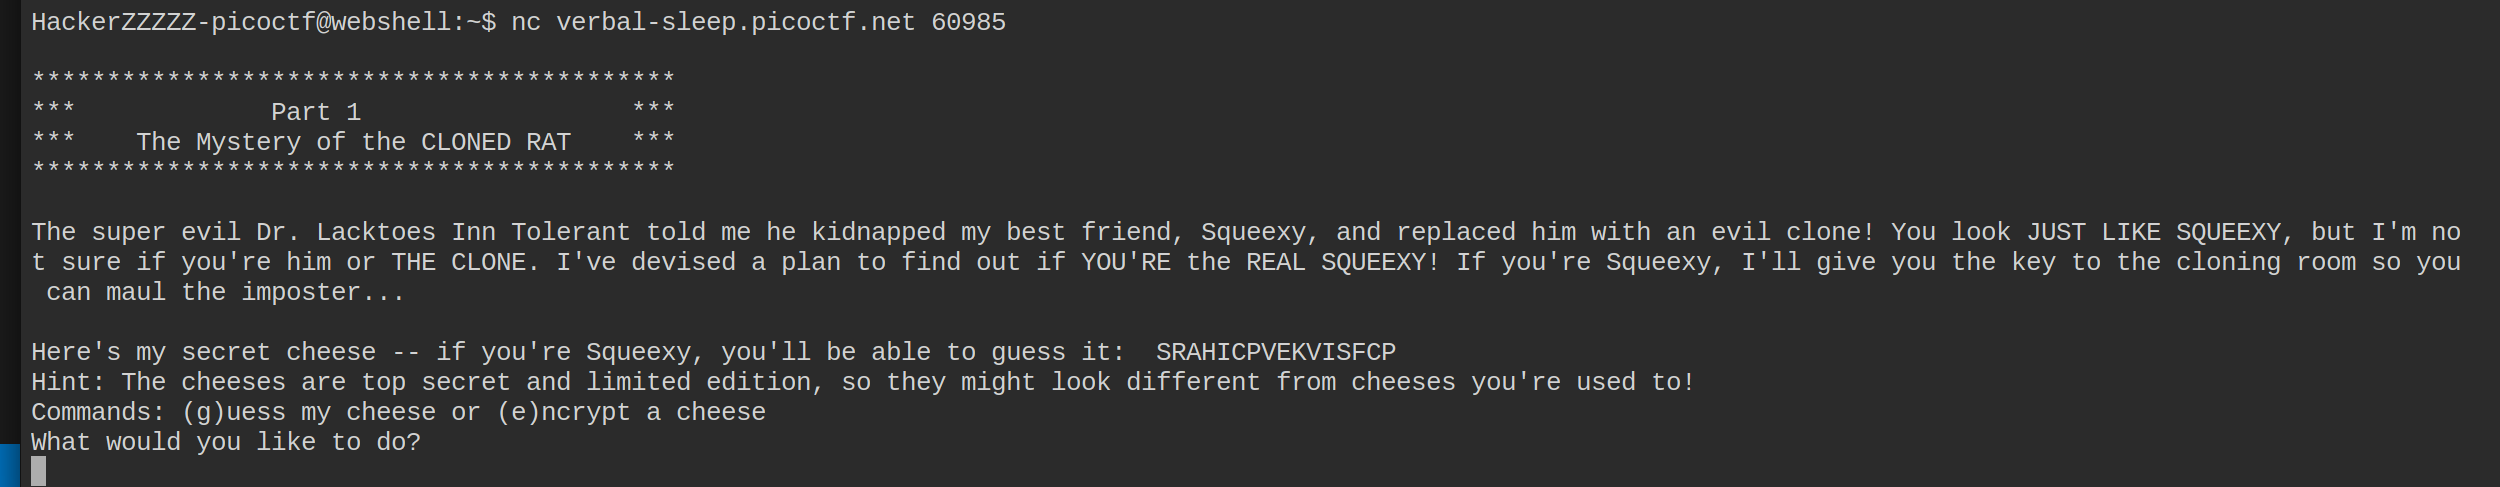 HackerZZZZZ-picoctf@webshell:~$ nc verbal-sleep.picoctf.net 60985
*******************************************
***             Part 1                  ***
***    The Mystery of the CLONED RAT    ***
*******************************************
The super evil Dr. Lacktoes Inn Tolerant told me he kidnapped my best friend, Squeexy, and replaced him with an evil clone! You look JUST LIKE SQUEEXY, but I'm no
t sure if you're him or THE CLONE. I've devised a plan to find out if YOU'RE the REAL SQUEEXY! If you're Squeexy, I'll give you the key to the cloning room so you
 can maul the imposter...
Here's my secret cheese -- if you're Squeexy, you'll be able to guess it:  SRAHICPVEKVISFCP
Hint: The cheeses are top secret and limited edition, so they might look different from cheeses you're used to!
Commands: (g)uess my cheese or (e)ncrypt a cheese
What would you like to do?